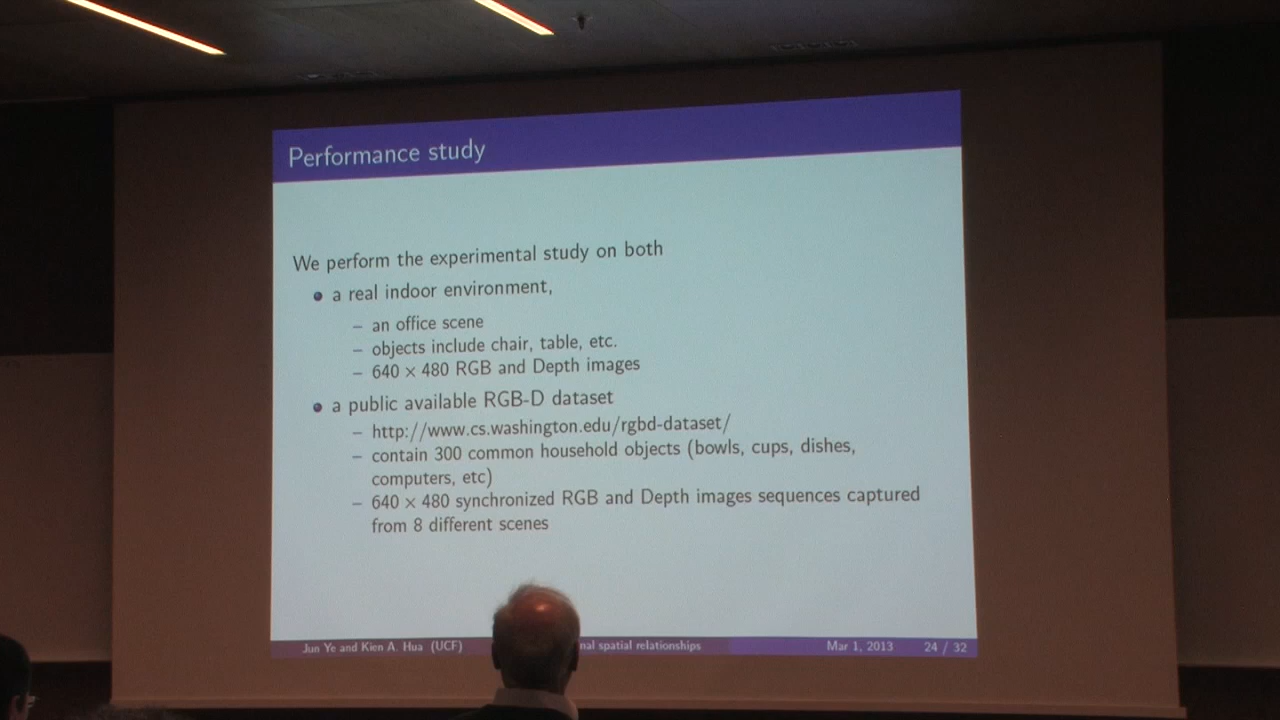 Performance study
We perform the experimental study on both
a real indoor environment,
– an office scene
– objects include chair, table, etc.
– 640 × 480 RGB and Depth images
a public available RGB-D dataset
– http://www.cs.washington.edu/rgbd-dataset/
– contain 300 common household objects (bowls, cups, dishes,
computers, etc)
– 640 × 480 synchronized RGB and Depth images sequences captured
from 8 different scenes
Jun Ye and Kien A. Hua (UCF) spatial relationships Mar 1, 2013 24 / 32